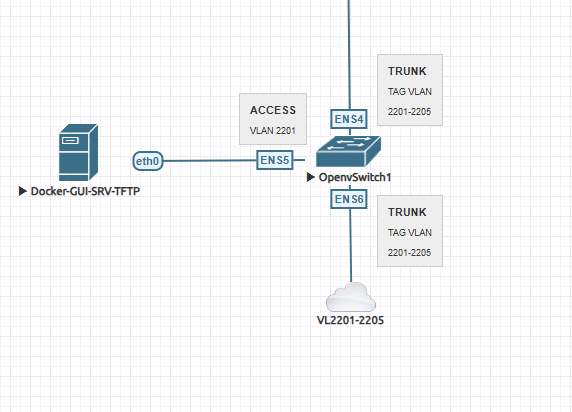 TRUNK
TAG VLAN
2201-2205
ENS4
ACCESS
VLAN 2201
eth0
ENS5
OpenvSwitch1
Docker-GUI-SRV-TFTP
ENS6
TRUNK
TAG VLAN
2201-2205
VL2201-2205